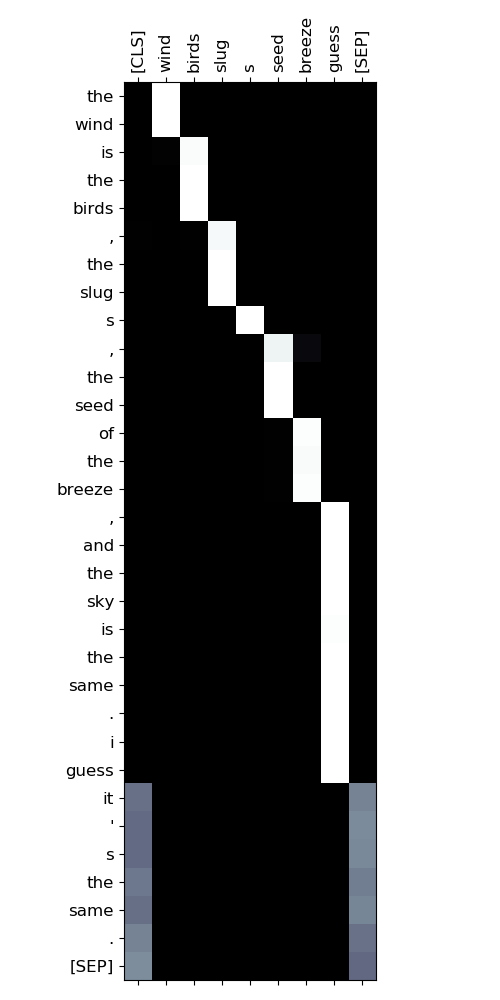 [CLS] wind birds slug s seed breeze guess [SEP]
the
wind
is
the
birds
,
the
slug
s
,
the
seed
of
the
breeze
,
and
the
sky
is
the
same
.
i
guess
it
'
s
the
same
.
[SEP]